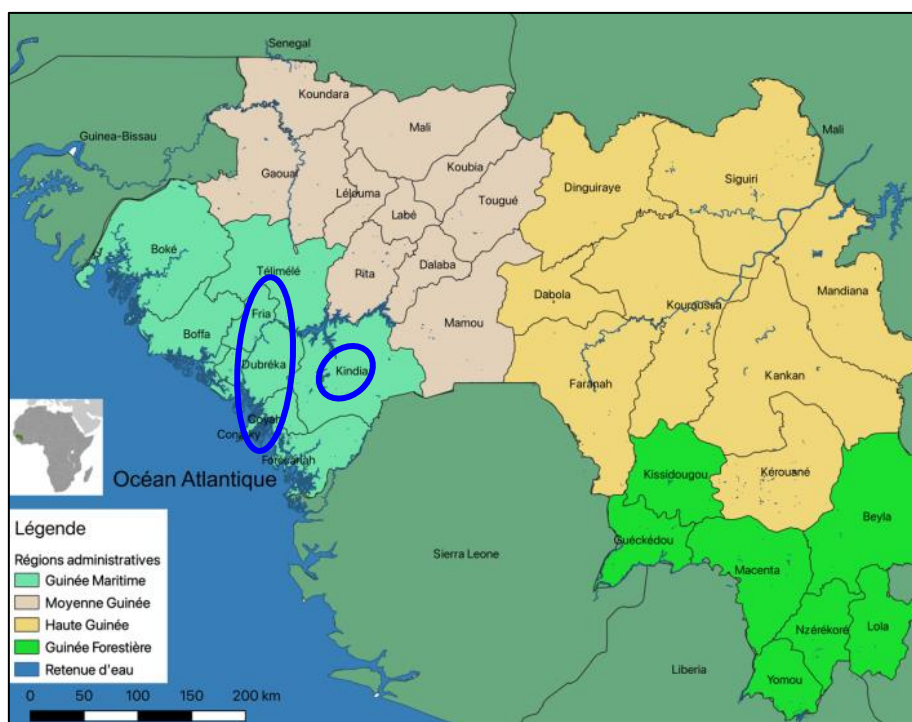 Senegal
Koundara
Mali
Mali
Guinea-Bissau
Koubia
Siguiri
Gaoual
Dinguiraye
Lélouma
Tougué
Labé
Boké
Télimélé
Rita
Dalaba
Mandiana
Dabola
Kouroussa
Fria
Mamou
Boffa
Dubréka
Kindia
Kankan
Faranah
Coyah
Conakry
Forécariah
Kissidougou
Kérouané
Océan Atlantique
Beyla
Légende
Guéckédou
Sierra Leone
Macenta
Régions administratives
Guinée Maritime
Moyenne Guinée
Haute Guinée
Nzérékoré
Lola
Guinée Forestière
Retenue d'eau
Liberia
Yomou
0 50 100 150 200 km